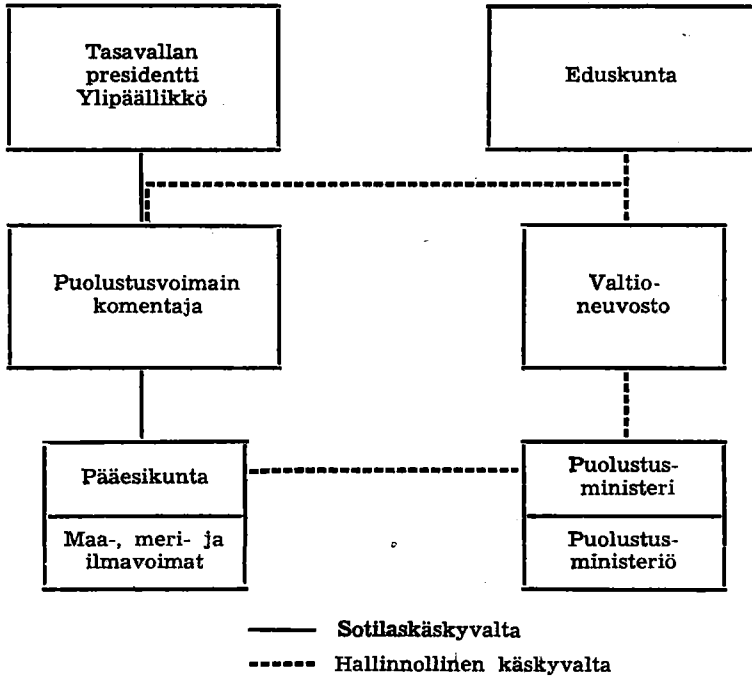 Tasavallan
presidentti
Ylipäällikkö
Eduskunta
Puolustusvoimain
komentaja
Valtio-
neuvosto
Pääesikunta
Maa-, meri- ja
ilmavoimat
Puolustus-
ministeri
Puolustus-
ministeriö
Sotilaskäskyvalta
Hallinnollinen käskyvalta